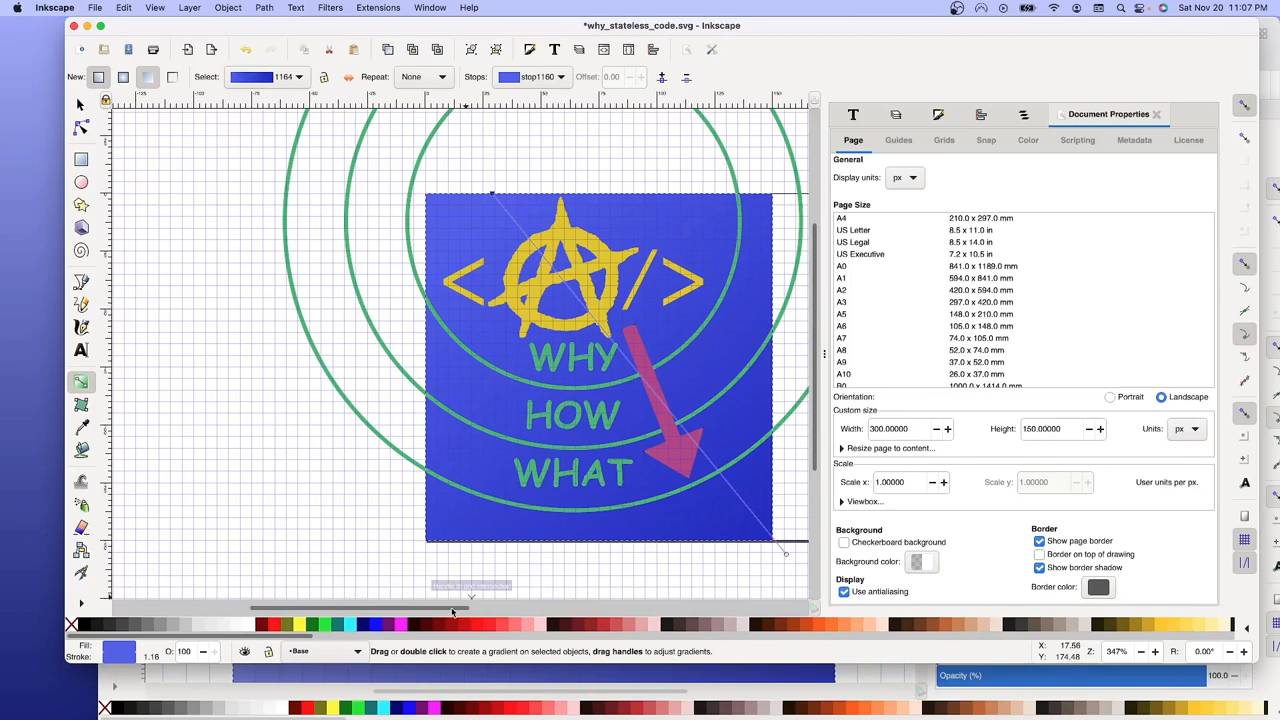 Inkscape File Edit View Layer Object Path Text Filters Extensions Window Help Sat Nov 20 11:07 PM
*why_stateless_code.svg - Inkscape
New: Select: 1164 Repeat: None Stops: stop1160 Offset: 0.00
Document Properties
Page Guides Grids Snap Color Scripting Metadata License
General
Display units: px
Page Size
A4 210.0 x 297.0 mm
US Letter 8.5 x 11.0 in
US Legal 8.5 x 14.0 in
US Executive 7.2 x 10.5 in
A0 841.0 x 1189.0 mm
A1 594.0 x 841.0 mm
A2 420.0 x 594.0 mm
A3 297.0 x 420.0 mm
A5 148.0 x 210.0 mm
A6 105.0 x 148.0 mm
A7 74.0 x 105.0 mm
A8 52.0 x 74.0 mm
A9 37.0 x 52.0 mm
A10 26.0 x 37.0 mm
B0 1000.0 x 1414.0 mm
Orientation: Portrait Landscape
Custom size
Width: 300.00000 Height: 150.00000 Units: px
Resize page to content...
Scale
Scale x: 1.00000 Scale y: 1.00000 User units per px.
Viewbox...
Background
Checkerboard background
Background color:
Display
Use antialiasing
Border
Show page border
Border on top of drawing
Show border shadow
Border color:
<A/>
WHY
HOW
WHAT
Fill:
Stroke: 1.16 O: 100 •Base Drag or double click to create a gradient on selected objects, drag handles to adjust gradients. X: 17.56 Y: 174.48 Z: 347% R: 0.00°
Opacity (%) 100.0